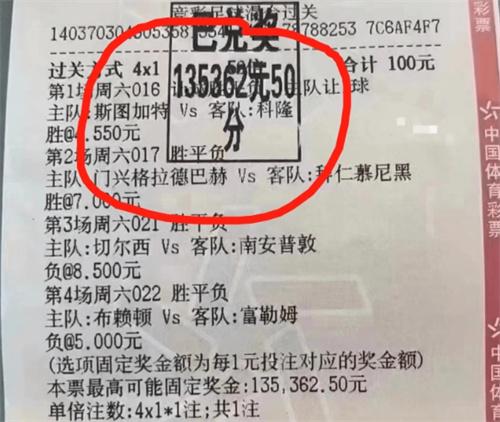 竞彩足球混合过关
788253 7C6AF4F7
已兑奖
135362元50
分
过关方式 4x1
合计 100元
第1场周六016
主队:斯图加特 Vs 客队:科隆
胜@4.550元
第2场周六017 胜平负
主队:门兴格拉德巴赫 Vs 客队:拜仁慕尼黑
胜@7.000元
第3场周六021 胜平负
主队:切尔西 Vs 客队:南安普敦
负@8.500元
第4场周六022 胜平负
主队:布赖顿 Vs 客队:富勒姆
负@5.000元
(选项固定奖金额为每1元投注对应的奖金额)
本票最高可能固定奖金:135,362.50元
单倍注数:4x1*1注;共1注
中国体育彩票